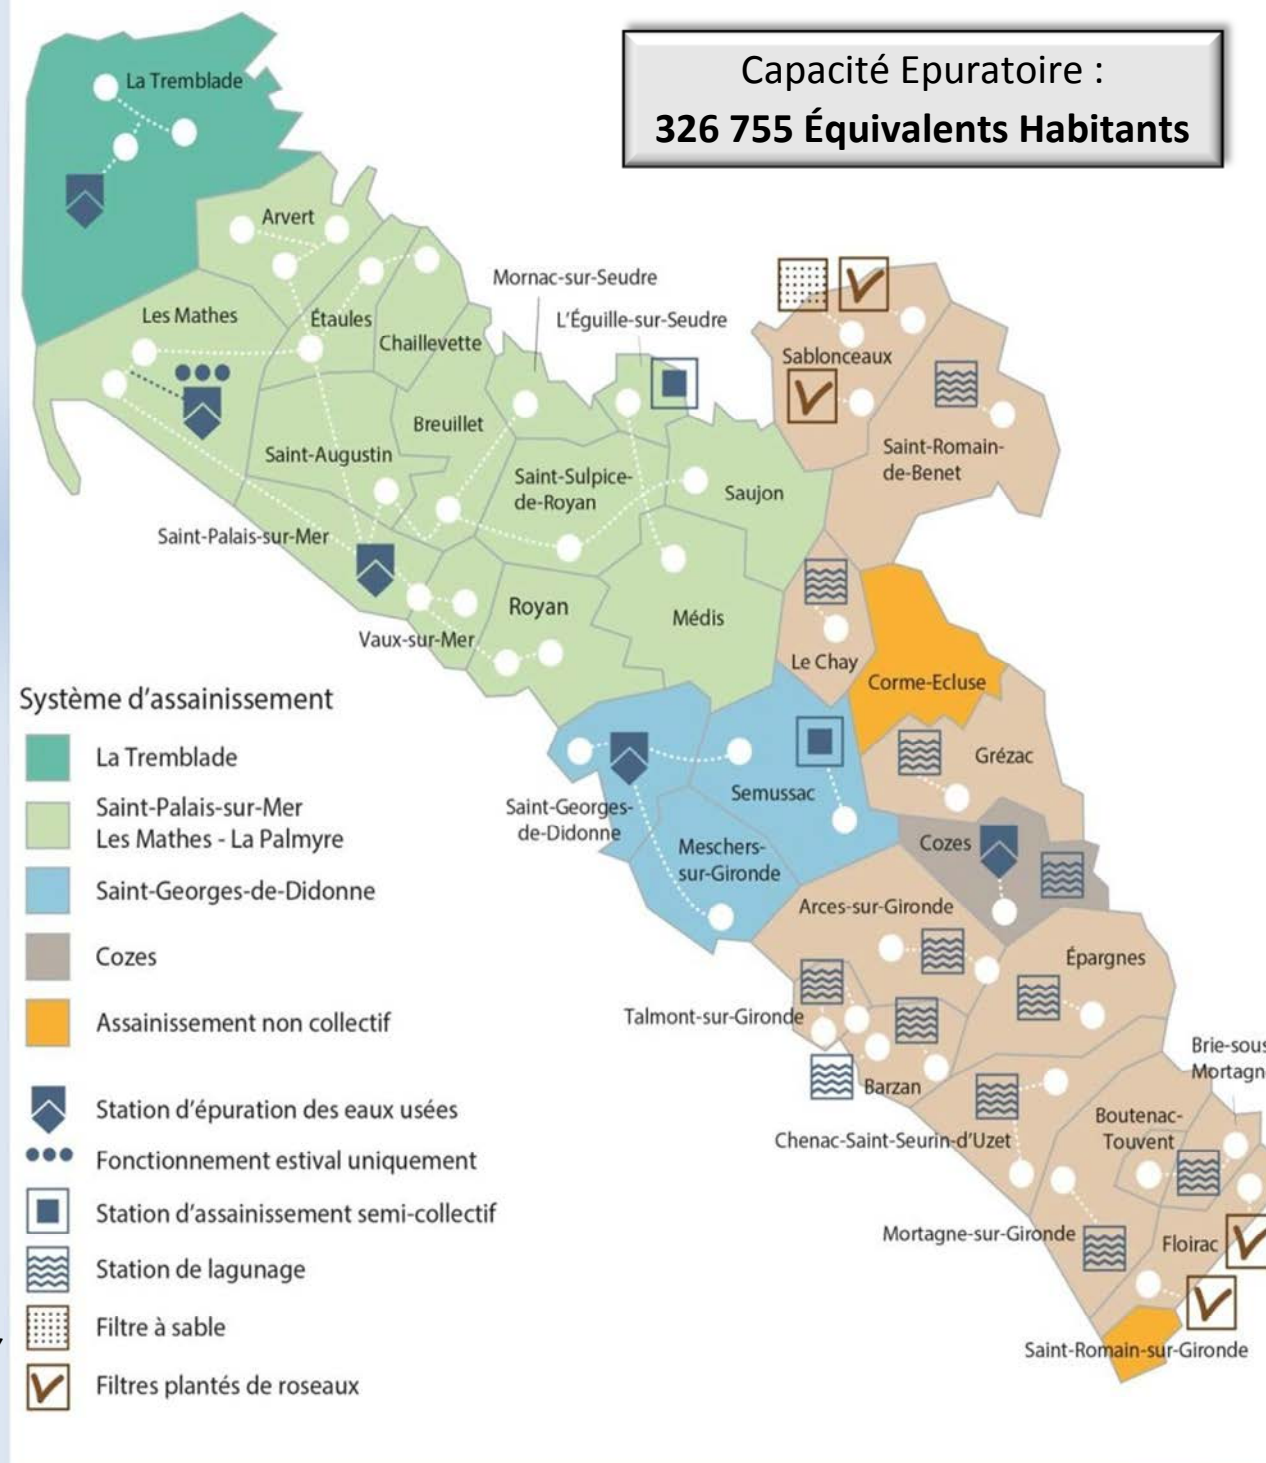 Capacité Epuratoire :
326 755 Équivalents Habitants
La Tremblade
Arvert
Mornac-sur-Seudre
Les Mathes
Étaules
L'Éguille-sur-Seudre
Chaillevette
Sablonceaux
Breuillet
Saint-Augustin
Saint-Romain-
de-Benet
Saint-Sulpice-
de-Royan
Saujon
Saint-Palais-sur-Mer
Royan
Médis
Vaux-sur-Mer
Le Chay
Corme-Ecluse
Grézac
Semussac
Saint-Georges-
de-Didonne
Cozes
Meschers-
sur-Gironde
Arces-sur-Gironde
Épargnes
Talmont-sur-Gironde
Brie-sous
Mortagn
Barzan
Boutenac-
Touvent
Chenac-Saint-Seurin-d'Uzet
Mortagne-sur-Gironde
Floirac
Saint-Romain-sur-Gironde
Système d'assainissement
La Tremblade
Saint-Palais-sur-Mer
Les Mathes - La Palmyre
Saint-Georges-de-Didonne
Cozes
Assainissement non collectif
Station d'épuration des eaux usées
Fonctionnement estival uniquement
Station d'assainissement semi-collectif
Station de lagunage
Filtre à sable
Filtres plantés de roseaux